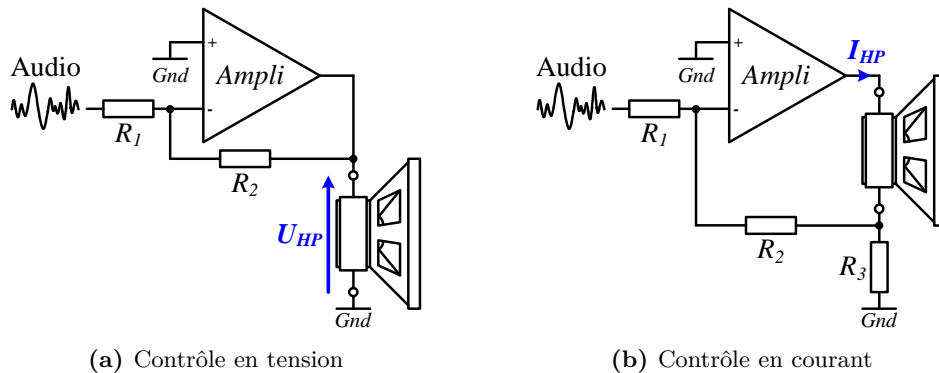 Audio
R1
+
-
Gnd
Ampli
R2
UHP
Gnd
(a) Contrôle en tension
Audio
R1
+
-
Gnd
Ampli
IHP
R2
R3
Gnd
(b) Contrôle en courant